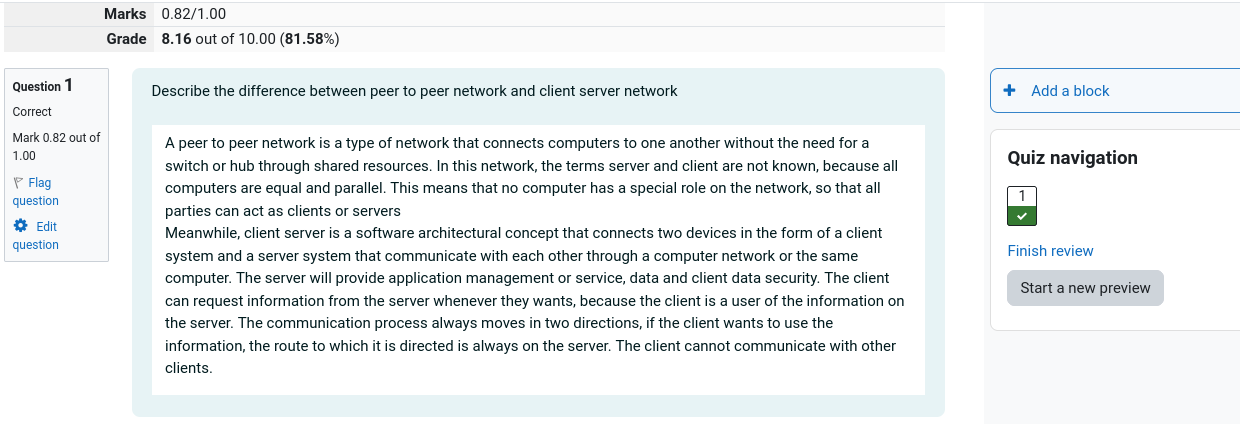 Marks 0.82/1.00
Grade 8.16 out of 10.00 (81.58%)
Question 1
Correct
Mark 0.82 out of
1.00
Flag
question
Edit
question
Describe the difference between peer to peer network and client server network
A peer to peer network is a type of network that connects computers to one another without the need for a
switch or hub through shared resources. In this network, the terms server and client are not known, because all
computers are equal and parallel. This means that no computer has a special role on the network, so that all
parties can act as clients or servers
Meanwhile, client server is a software architectural concept that connects two devices in the form of a client
system and a server system that communicate with each other through a computer network or the same
computer. The server will provide application management or service, data and client data security. The client
can request information from the server whenever they wants, because the client is a user of the information on
the server. The communication process always moves in two directions, if the client wants to use the
information, the route to which it is directed is always on the server. The client cannot communicate with other
clients.
Add a block
Quiz navigation
1
Finish review
Start a new preview